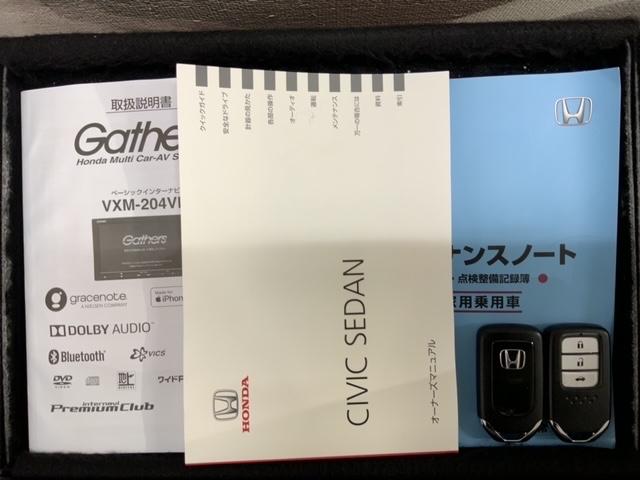 取扱説明書
Gathers
Honda Multi Car-AV S
ベーシックインターナビ
VXM-204V
Gathers
gracenote
A NIELSEN COMPANY
Made for
iPhon
DOLBY AUDIO
Bluetooth
VICS
DVD
VIDEO
ワイドF
internavi
PremiumClub
クイックガイド
安全なドライブ
計器の見かた
各部の操作
オーディオ
運転
メンテナンス
万一の場合には
資料
索引
CIVIC SEDAN
オーナーズマニュアル
HONDA
ナンスノート
・点検整備記録簿
用乗用車